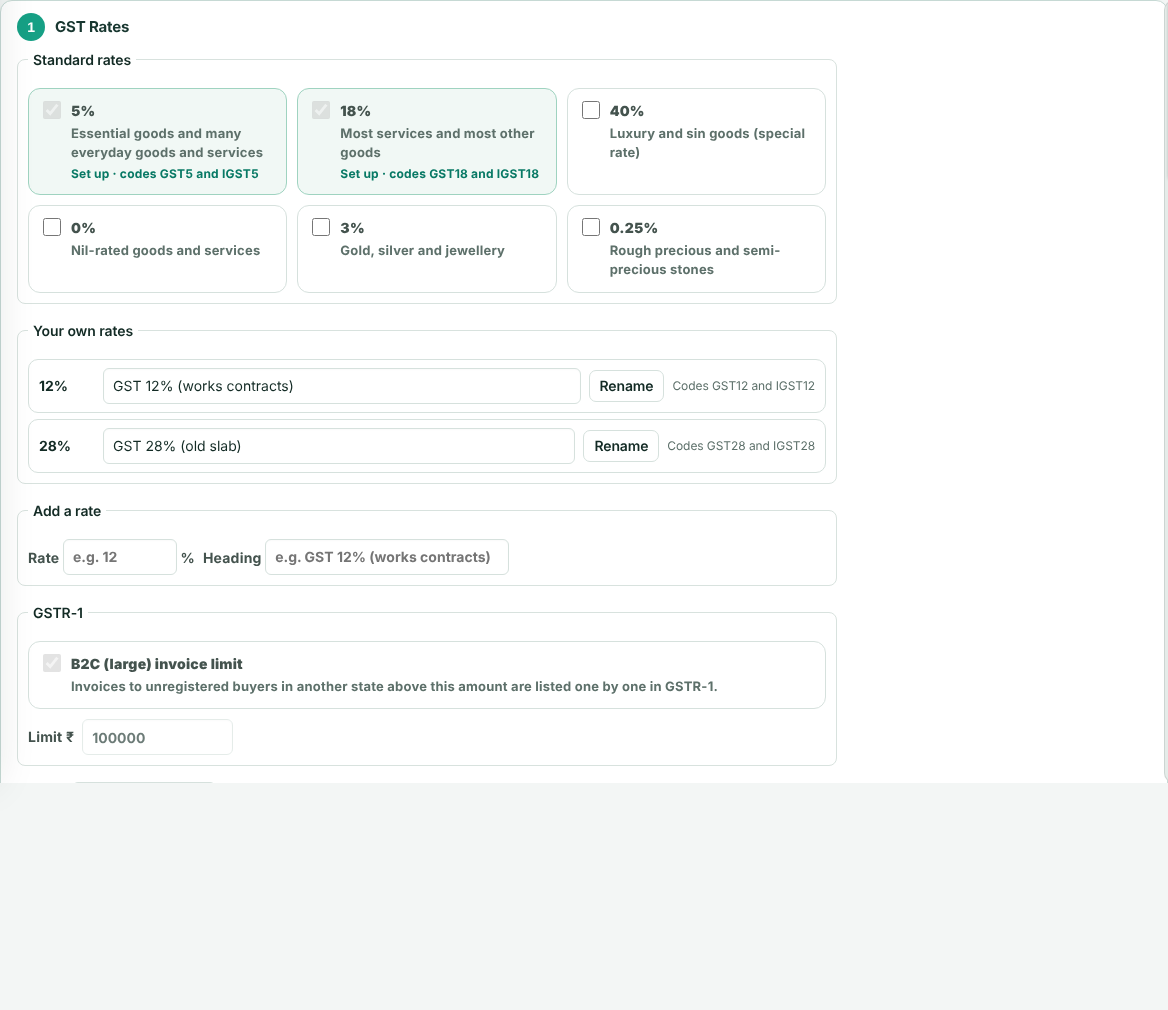 1 GST Rates
Standard rates
5%
Essential goods and many
everyday goods and services
Set up · codes GST5 and IGST5
18%
Most services and most other
goods
Set up · codes GST18 and IGST18
40%
Luxury and sin goods (special
rate)
0%
Nil-rated goods and services
3%
Gold, silver and jewellery
0.25%
Rough precious and semi-
precious stones
Your own rates
12% GST 12% (works contracts) Rename Codes GST12 and IGST12
28% GST 28% (old slab) Rename Codes GST28 and IGST28
Add a rate
Rate e.g. 12 % Heading e.g. GST 12% (works contracts)
GSTR-1
B2C (large) invoice limit
Invoices to unregistered buyers in another state above this amount are listed one by one in GSTR-1.
Limit ₹ 100000